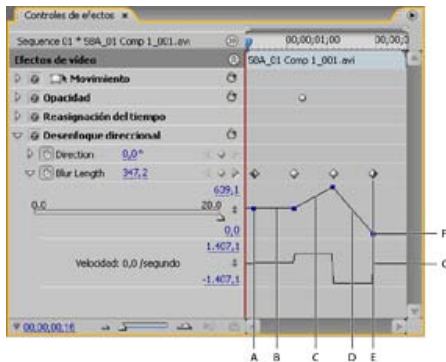 Controles de efectos ×
Sequence 01 * 58A_01 Comp 1_001.avi
00;00;01;00
00;00;
Efectos de vídeo
58A_01 Comp 1_001.avi
Movimiento
Opacidad
Reasignación del tiempo
Desenfoque direccional
Direction 0,0°
Blur Length 347,2
639,1
0.0 20.0
0,0
1.407,1
Velocidad: 0,0 /segundo
-1.407,1
00;00;00;16
A B C D E
F
G